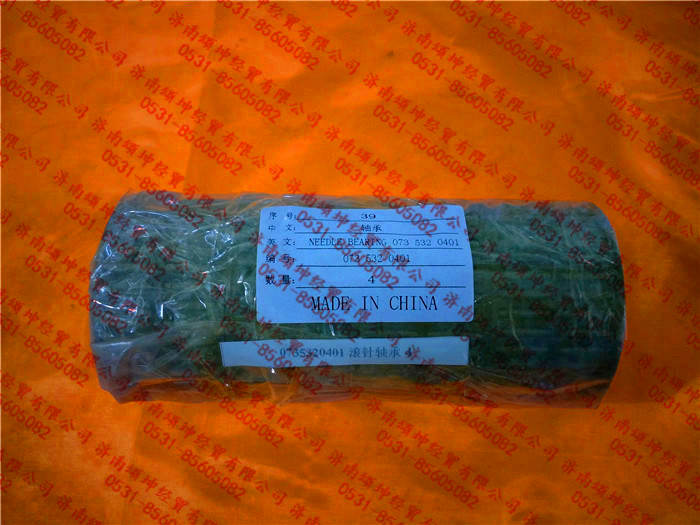 序 号: 39
中 文: 轴承
英 文: NEEDLE BEARING 073 532 0401
编 号: 073 532 0401
数 量: 4
MADE IN CHINA
0735320401 滚针轴承 4
济南颂坤经贸有限公司
0531-85605082